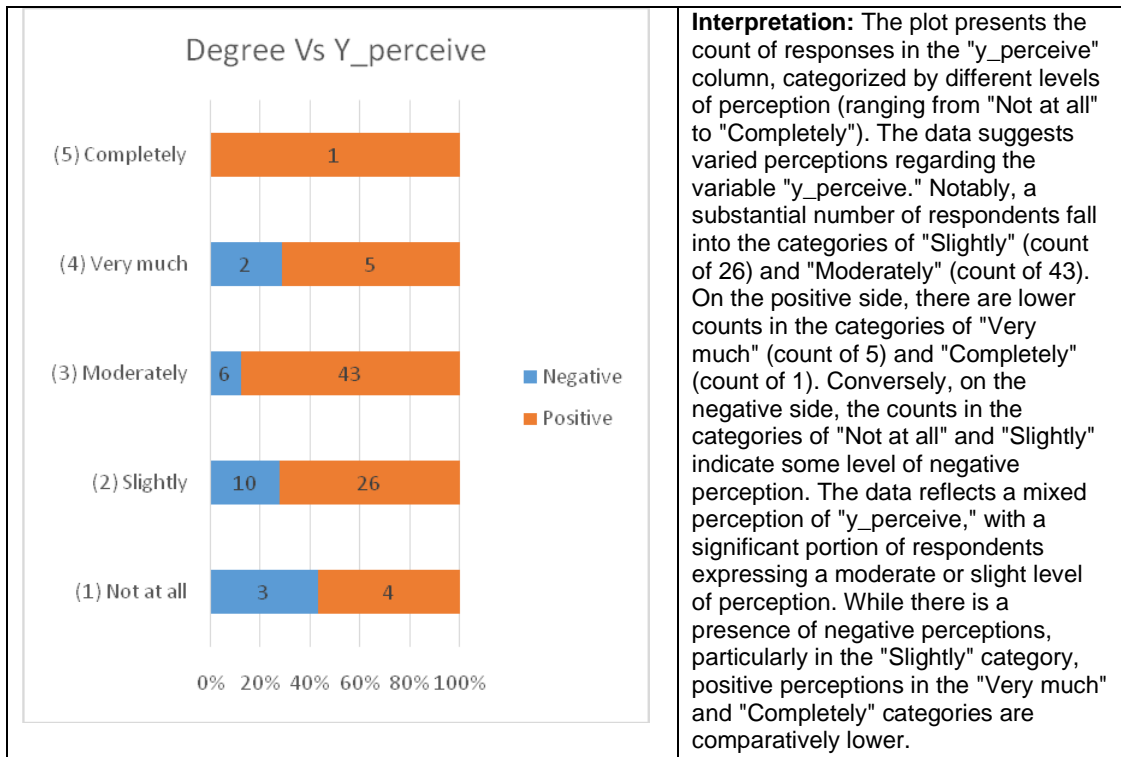 Degree Vs Y_perceive
(5) Completely
1
(4) Very much
2 5
(3) Moderately
6 43
(2) Slightly
10 26
(1) Not at all
3 4
0% 20% 40% 60% 80% 100%
Negative
Positive
Interpretation: The plot presents the
count of responses in the "y_perceive"
column, categorized by different levels
of perception (ranging from "Not at all"
to "Completely"). The data suggests
varied perceptions regarding the
variable "y_perceive." Notably, a
substantial number of respondents fall
into the categories of "Slightly" (count
of 26) and "Moderately" (count of 43).
On the positive side, there are lower
counts in the categories of "Very
much" (count of 5) and "Completely"
(count of 1). Conversely, on the
negative side, the counts in the
categories of "Not at all" and "Slightly"
indicate some level of negative
perception. The data reflects a mixed
perception of "y_perceive," with a
significant portion of respondents
expressing a moderate or slight level
of perception. While there is a
presence of negative perceptions,
particularly in the "Slightly" category,
positive perceptions in the "Very much"
and "Completely" categories are
comparatively lower.